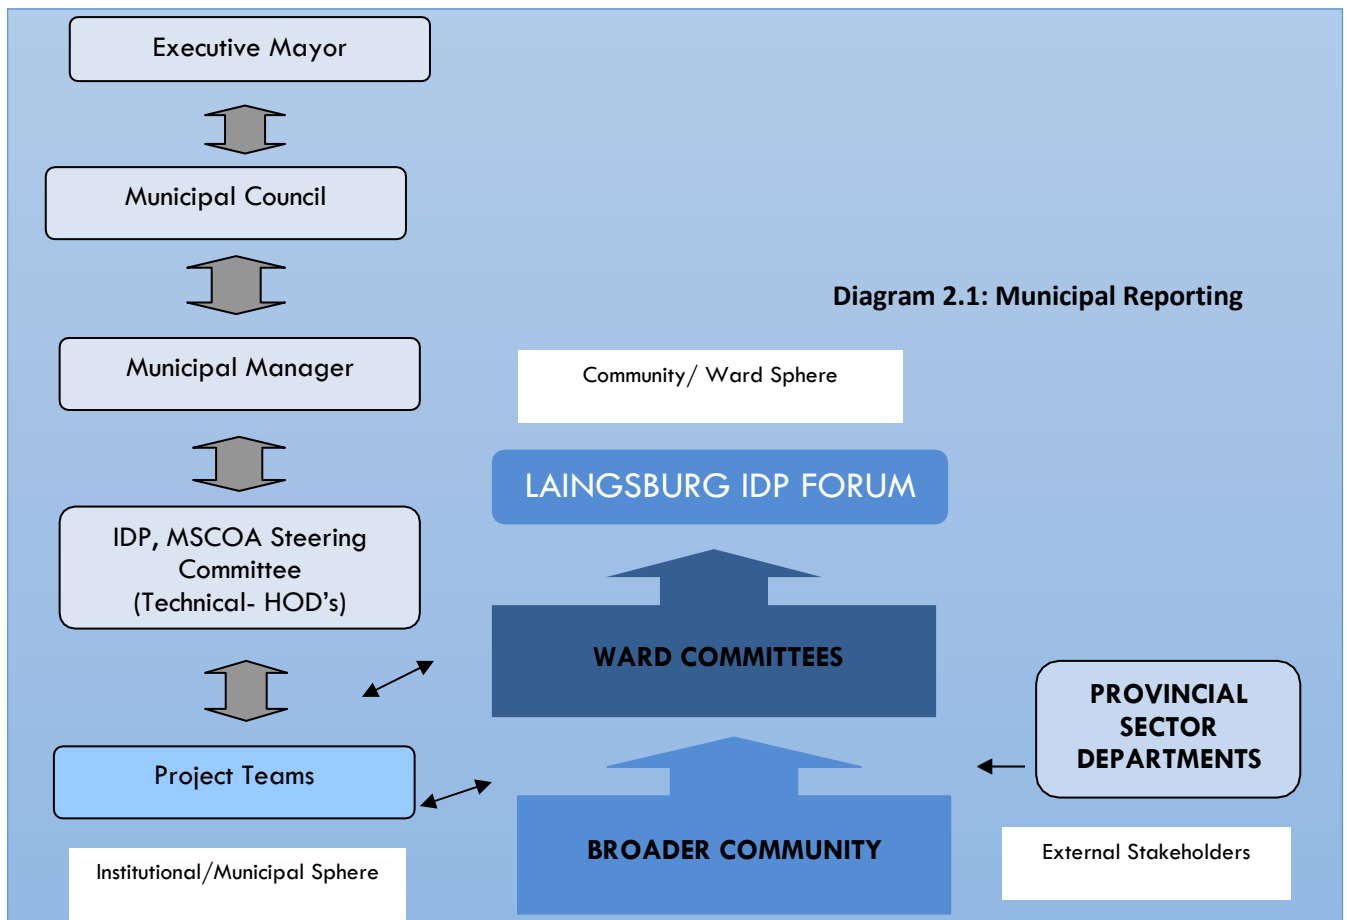 Executive Mayor
Municipal Council
Diagram 2.1: Municipal Reporting
Municipal Manager
Community/ Ward Sphere
LAINGSBURG IDP FORUM
IDP, MSCOA Steering
Committee
(Technical- HOD's)
WARD COMMITTEES
PROVINCIAL
SECTOR
DEPARTMENTS
Project Teams
BROADER COMMUNITY
External Stakeholders
Institutional/Municipal Sphere